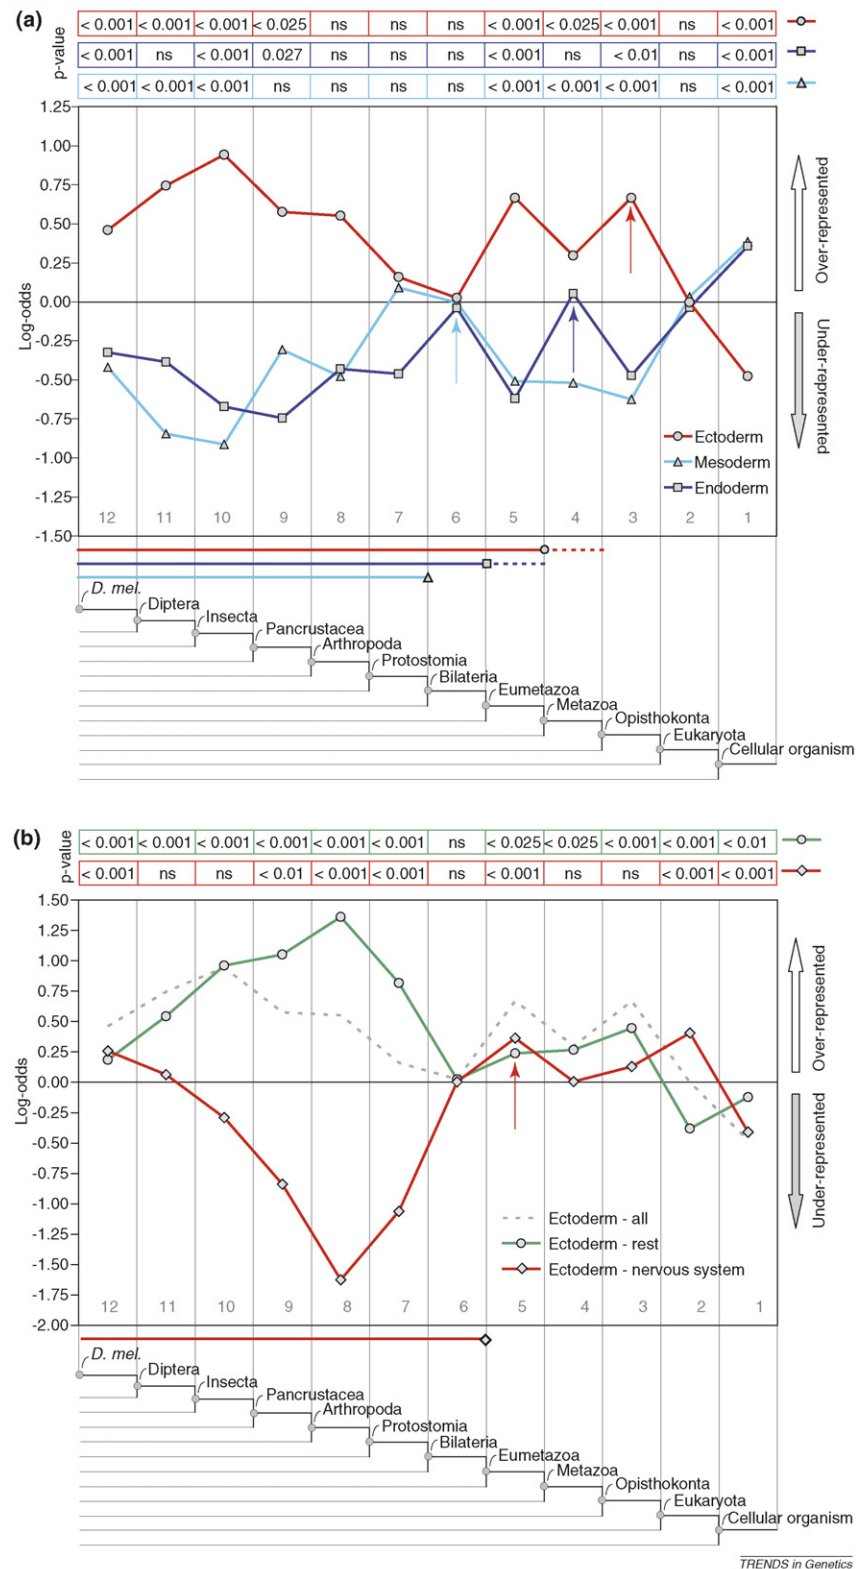 (a)
p-value
< 0.001 < 0.001 < 0.001 < 0.025 ns ns ns < 0.001 < 0.025 < 0.001 ns < 0.001
< 0.001 ns < 0.001 0.027 ns ns ns < 0.001 ns < 0.01 ns < 0.001
< 0.001 < 0.001 < 0.001 ns ns ns ns < 0.001 < 0.001 < 0.001 ns < 0.001
1.25
1.00
0.75
0.50
0.25
0.00
-0.25
-0.50
-0.75
-1.00
-1.25
-1.50
Log-odds
Over-represented
Under-represented
Ectoderm
Mesoderm
Endoderm
12 11 10 9 8 7 6 5 4 3 2 1
D. mel.
Diptera
Insecta
Pancrustacea
Arthropoda
Protostomia
Bilateria
Eumetazoa
Metazoa
Opisthokonta
Eukaryota
Cellular organism
(b)
p-value
< 0.001 < 0.001 < 0.001 < 0.001 < 0.001 < 0.001 ns < 0.025 < 0.025 < 0.001 < 0.001 < 0.01
< 0.001 ns ns < 0.01 < 0.001 < 0.001 ns < 0.001 ns ns < 0.001 < 0.001
1.50
1.25
1.00
0.75
0.50
0.25
0.00
-0.25
-0.50
-0.75
-1.00
-1.25
-1.50
-1.75
-2.00
Log-odds
Over-represented
Under-represented
Ectoderm - all
Ectoderm - rest
Ectoderm - nervous system
12 11 10 9 8 7 6 5 4 3 2 1
D. mel.
Diptera
Insecta
Pancrustacea
Arthropoda
Protostomia
Bilateria
Eumetazoa
Metazoa
Opisthokonta
Eukaryota
Cellular organism
TRENDS in Genetics